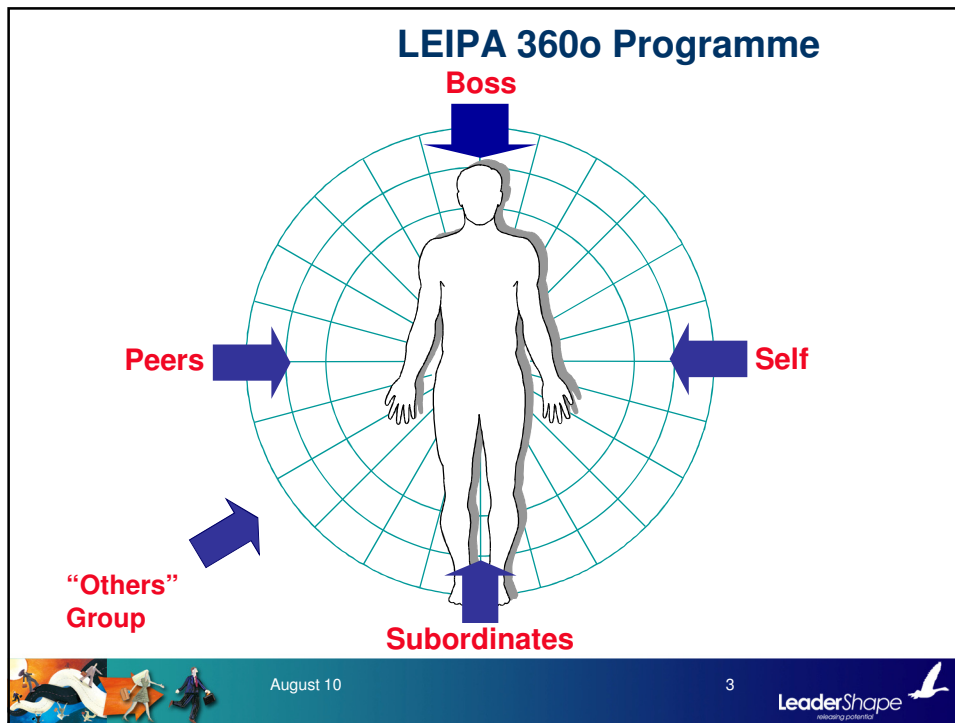 LEIPA 360o Programme
Boss
Peers
Self
“Others”
Group
Subordinates
August 10
3
LeaderShape
releasing potential